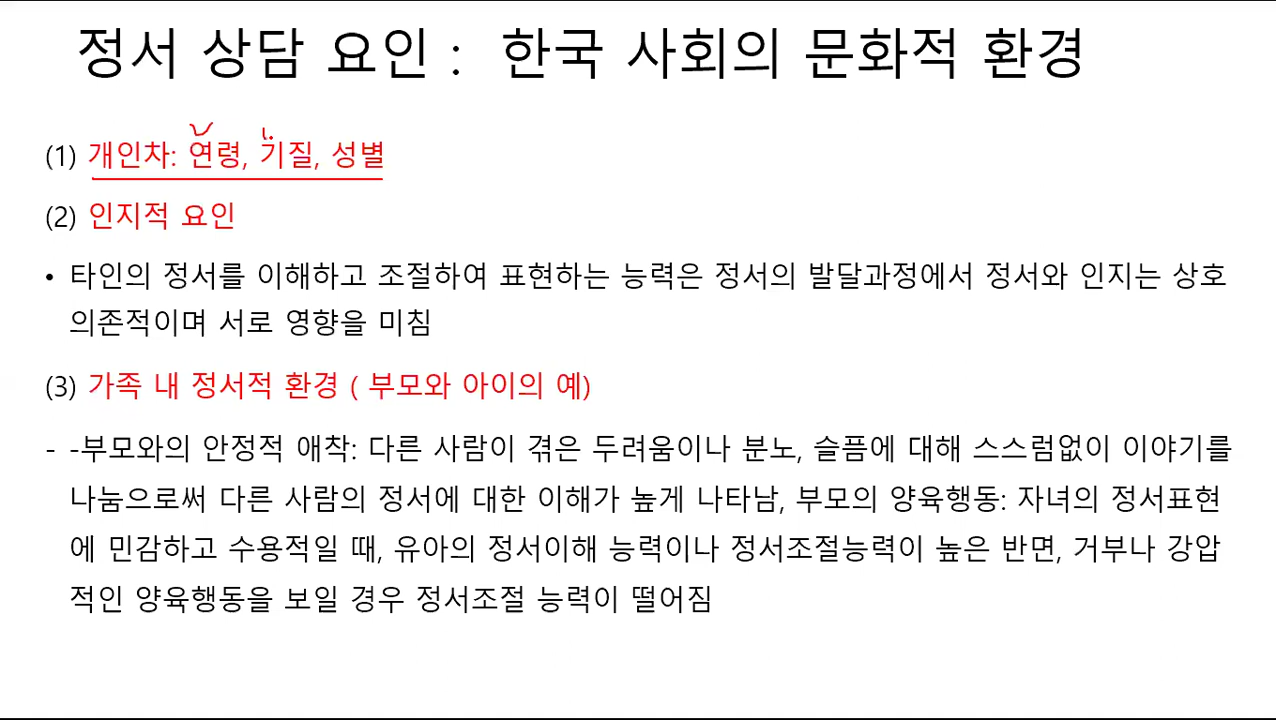 정서 상담 요인 : 한국 사회의 문화적 환경
(1) 개인차: 연령, 기질, 성별
(2) 인지적 요인
• 타인의 정서를 이해하고 조절하여 표현하는 능력은 정서의 발달과정에서 정서와 인지는 상호
의존적이며 서로 영향을 미침
(3) 가족 내 정서적 환경 ( 부모와 아이의 예)
- -부모와의 안정적 애착: 다른 사람이 겪은 두려움이나 분노, 슬픔에 대해 스스럼없이 이야기를
나눔으로써 다른 사람의 정서에 대한 이해가 높게 나타남, 부모의 양육행동: 자녀의 정서표현
에 민감하고 수용적일 때, 유아의 정서이해 능력이나 정서조절능력이 높은 반면, 거부나 강압
적인 양육행동을 보일 경우 정서조절 능력이 떨어짐